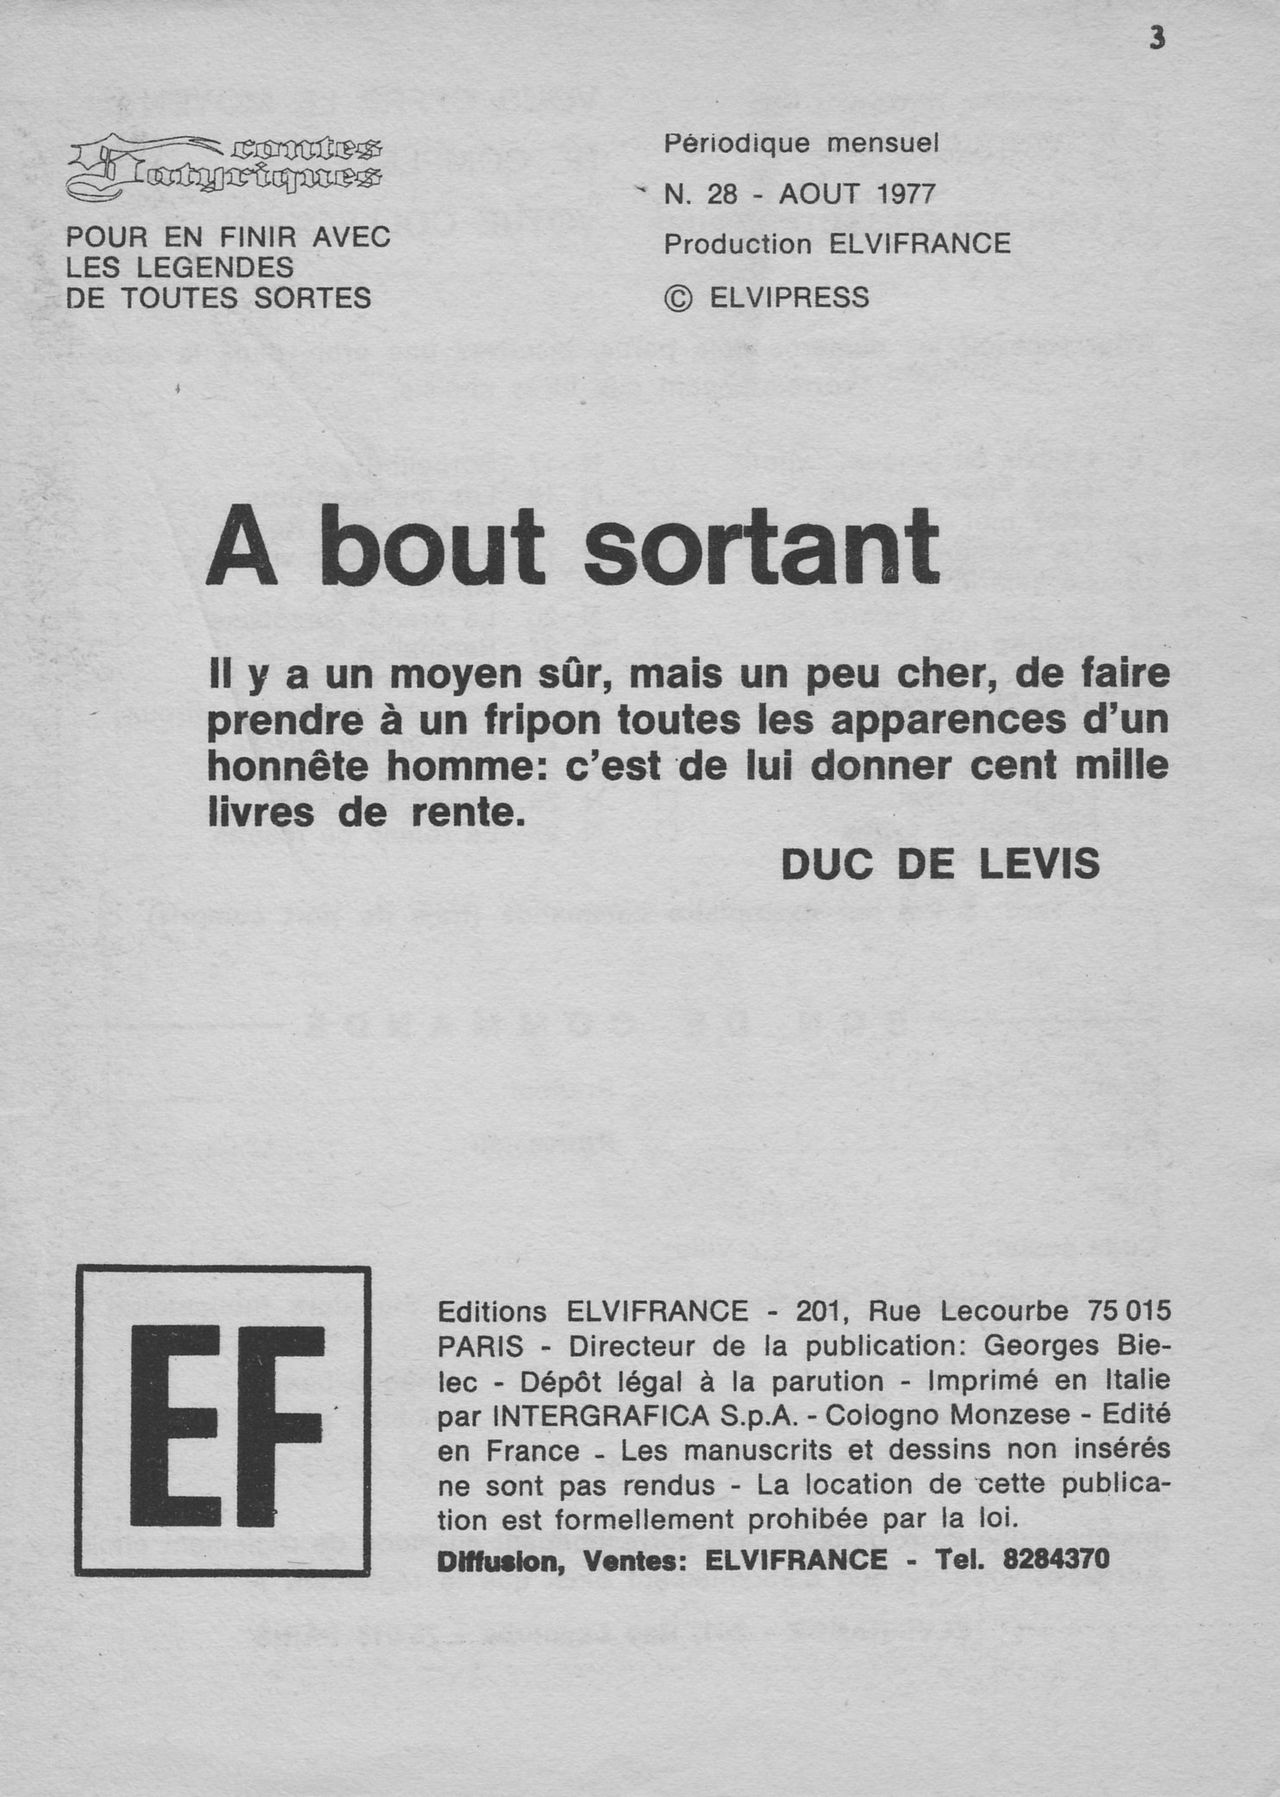 3
Contes
Satyriques
POUR EN FINIR AVEC
LES LEGENDES
DE TOUTES SORTES
Périodique mensuel
N. 28 - AOUT 1977
Production ELVIFRANCE
© ELVIPRESS
A bout sortant
Il y a un moyen sûr, mais un peu cher, de faire
prendre à un fripon toutes les apparences d'un
honnête homme: c'est de lui donner cent mille
livres de rente.
DUC DE LEVIS
EF
Editions ELVIFRANCE - 201, Rue Lecourbe 75 015
PARIS - Directeur de la publication: Georges Bie-
lec - Dépôt légal à la parution - Imprimé en Italie
par INTERGRAFICA S.p.A. - Cologno Monzese - Edité
en France - Les manuscrits et dessins non insérés
ne sont pas rendus - La location de cette publica-
tion est formellement prohibée par la loi.
Diffusion, Ventes: ELVIFRANCE - Tel. 8284370